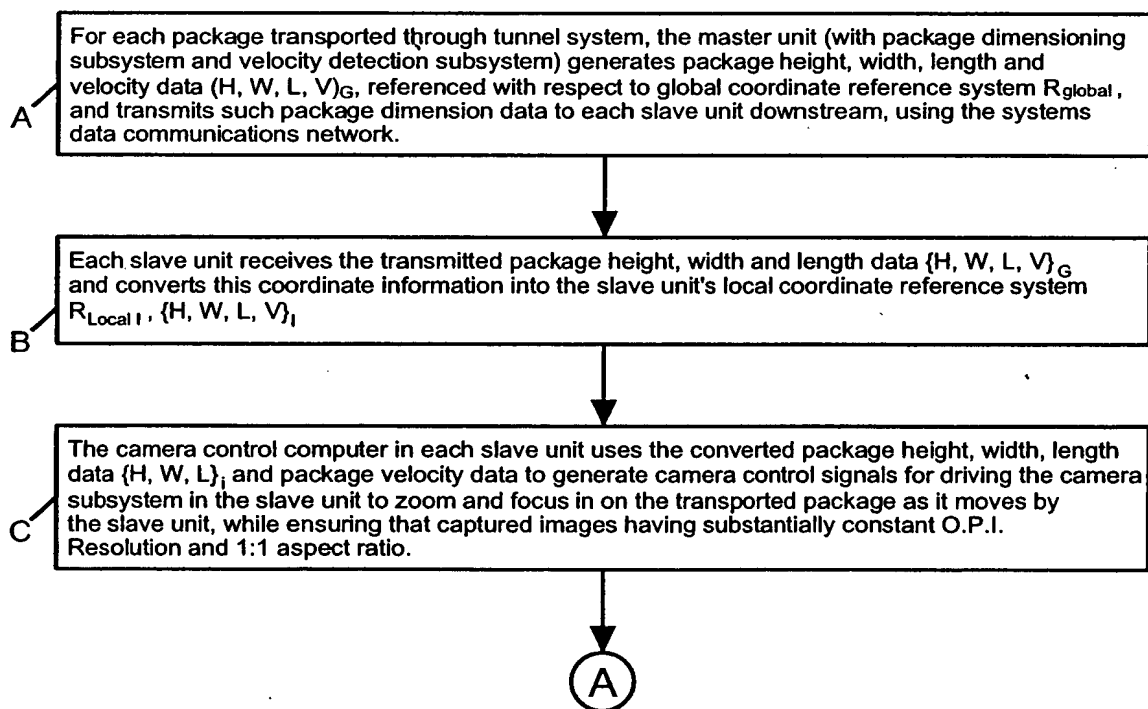 For each package transported through tunnel system, the master unit (with package dimensioning
subsystem and velocity detection subsystem) generates package height, width, length and
velocity data (H, W, L, V)G, referenced with respect to global coordinate reference system Rglobal,
and transmits such package dimension data to each slave unit downstream, using the systems
data communications network.
A
Each slave unit receives the transmitted package height, width and length data {H, W, L, V}G
and converts this coordinate information into the slave unit's local coordinate reference system
RLocal I, {H, W, L, V}I
B
The camera control computer in each slave unit uses the converted package height, width, length
data {H, W, L}i and package velocity data to generate camera control signals for driving the camera
subsystem in the slave unit to zoom and focus in on the transported package as it moves by
the slave unit, while ensuring that captured images having substantially constant O.P.I.
Resolution and 1:1 aspect ratio.
C
A